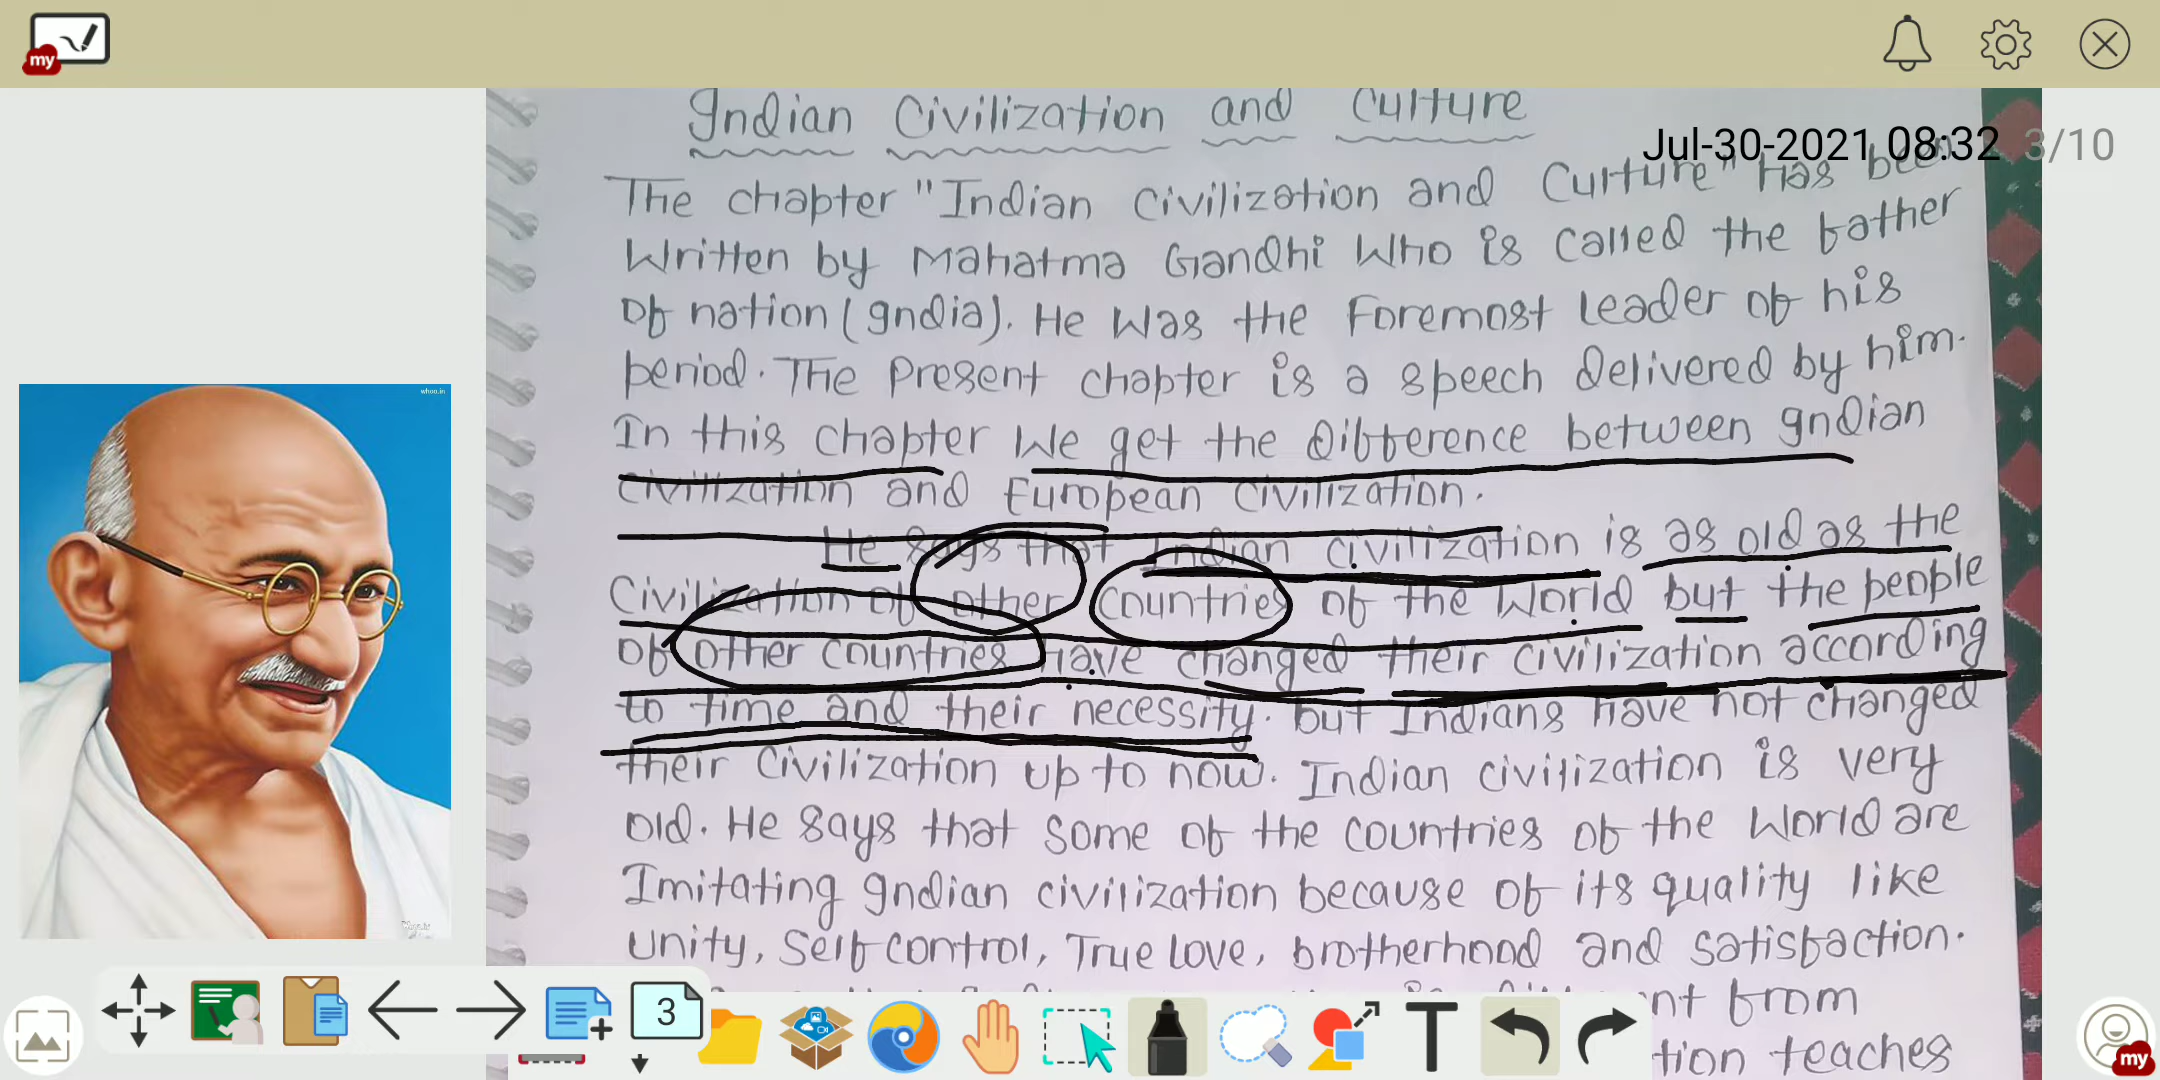 my
Indian Civilization and Culture
Jul-30-2021 08:32 3/10
The chapter "Indian Civilization and Culture" has been
Written by Mahatma Gandhi Who is called the father
of nation (India). He was the Foremost leader of his
period. The Present chapter is a speech delivered by him.
In this chapter We get the difference between Indian
Civilization and European Civilization.
He says that Indian civilization is as old as the
Civilization of other countries of the World but the people
of other countries have changed their civilization according
to time and their necessity. but Indians have not changed
their Civilization up to now. Indian civilization is very
old. He says that some of the countries of the World are
Imitating Indian civilization because of its quality like
unity, Self control, True love, brotherhood and satisfaction.
nt from
tion teaches
whoa.in
3
T
my